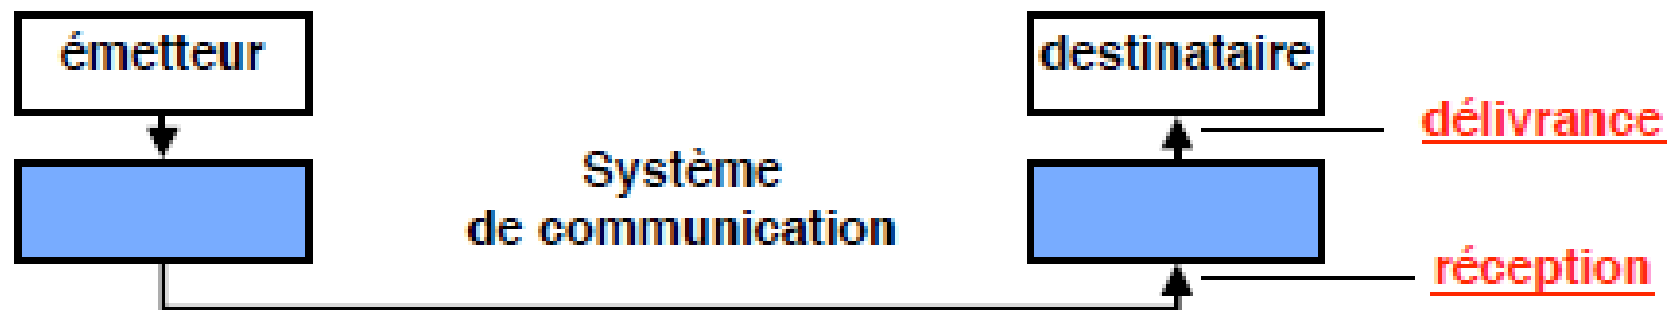 émetteur
destinataire
délivrance
Système
de communication
réception